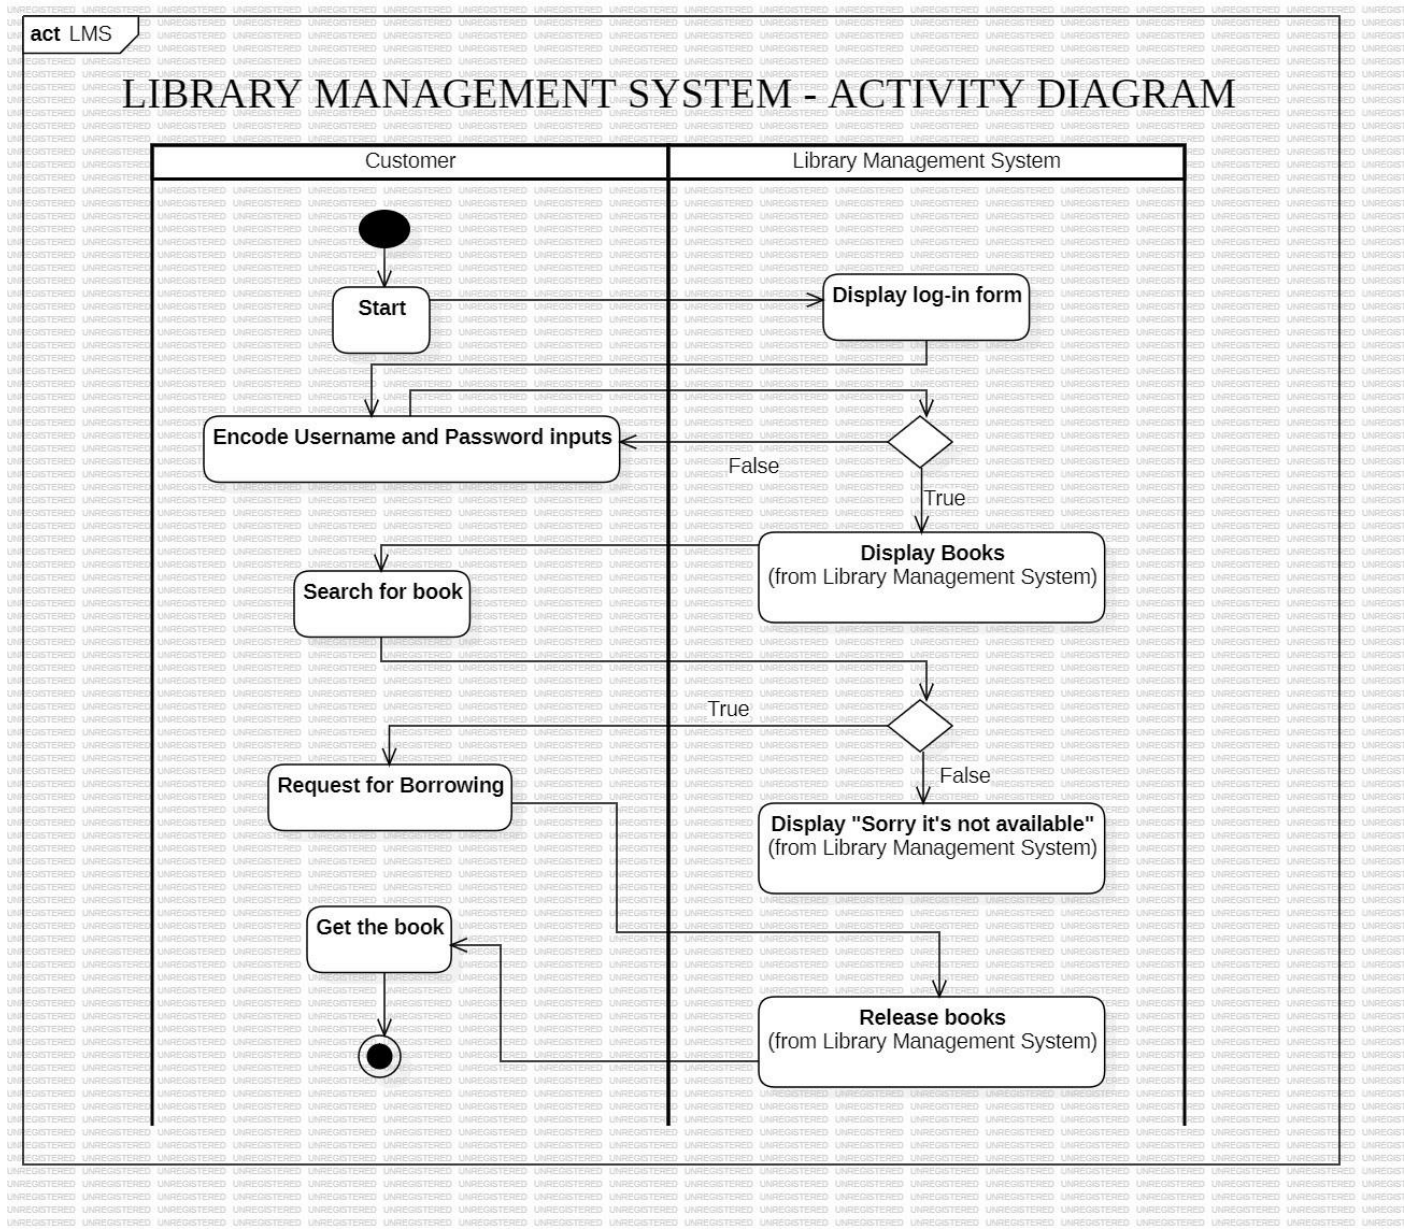 act LMS
LIBRARY MANAGEMENT SYSTEM - ACTIVITY DIAGRAM
Customer
Library Management System
Start
Display log-in form
Encode Username and Password inputs
False
True
Display Books
(from Library Management System)
Search for book
True
False
Request for Borrowing
Display "Sorry it's not available"
(from Library Management System)
Get the book
Release books
(from Library Management System)
UNREGISTERED